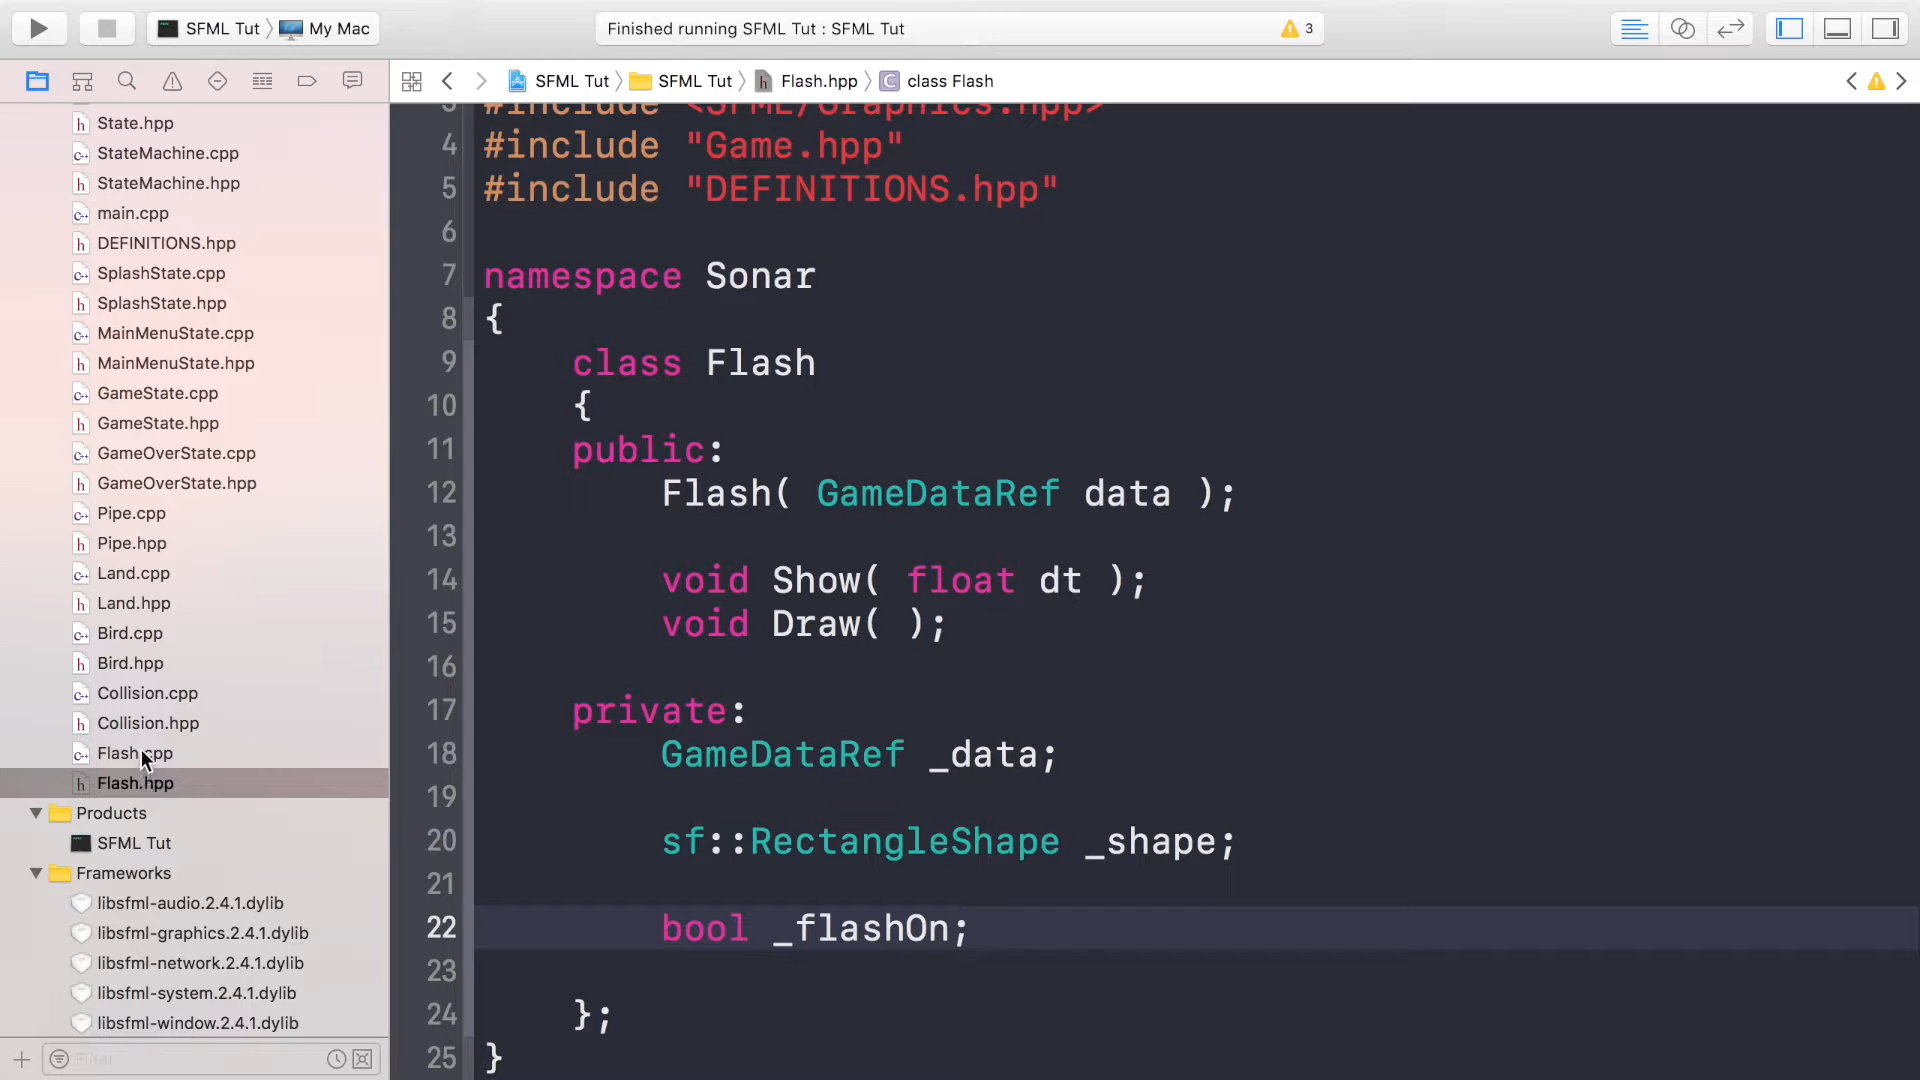 SFML Tut My Mac Finished running SFML Tut : SFML Tut 3
SFML Tut SFML Tut h Flash.hpp C class Flash
h State.hpp
c++ StateMachine.cpp
h StateMachine.hpp
c++ main.cpp
h DEFINITIONS.hpp
c++ SplashState.cpp
h SplashState.hpp
c++ MainMenuState.cpp
h MainMenuState.hpp
c++ GameState.cpp
h GameState.hpp
c++ GameOverState.cpp
h GameOverState.hpp
c++ Pipe.cpp
h Pipe.hpp
c++ Land.cpp
h Land.hpp
c++ Bird.cpp
h Bird.hpp
c++ Collision.cpp
h Collision.hpp
c++ Flash.cpp
h Flash.hpp
Products
SFML Tut
Frameworks
libsfml-audio.2.4.1.dylib
libsfml-graphics.2.4.1.dylib
libsfml-network.2.4.1.dylib
libsfml-system.2.4.1.dylib
libsfml-window.2.4.1.dylib
Filter
3 #include <SFML/Graphics.hpp>
4 #include "Game.hpp"
5 #include "DEFINITIONS.hpp"
6
7 namespace Sonar
8 {
9 class Flash
10 {
11 public:
12 Flash( GameDataRef data );
13
14 void Show( float dt );
15 void Draw( );
16
17 private:
18 GameDataRef _data;
19
20 sf::RectangleShape _shape;
21
22 bool _flashOn;
23
24 };
25 }